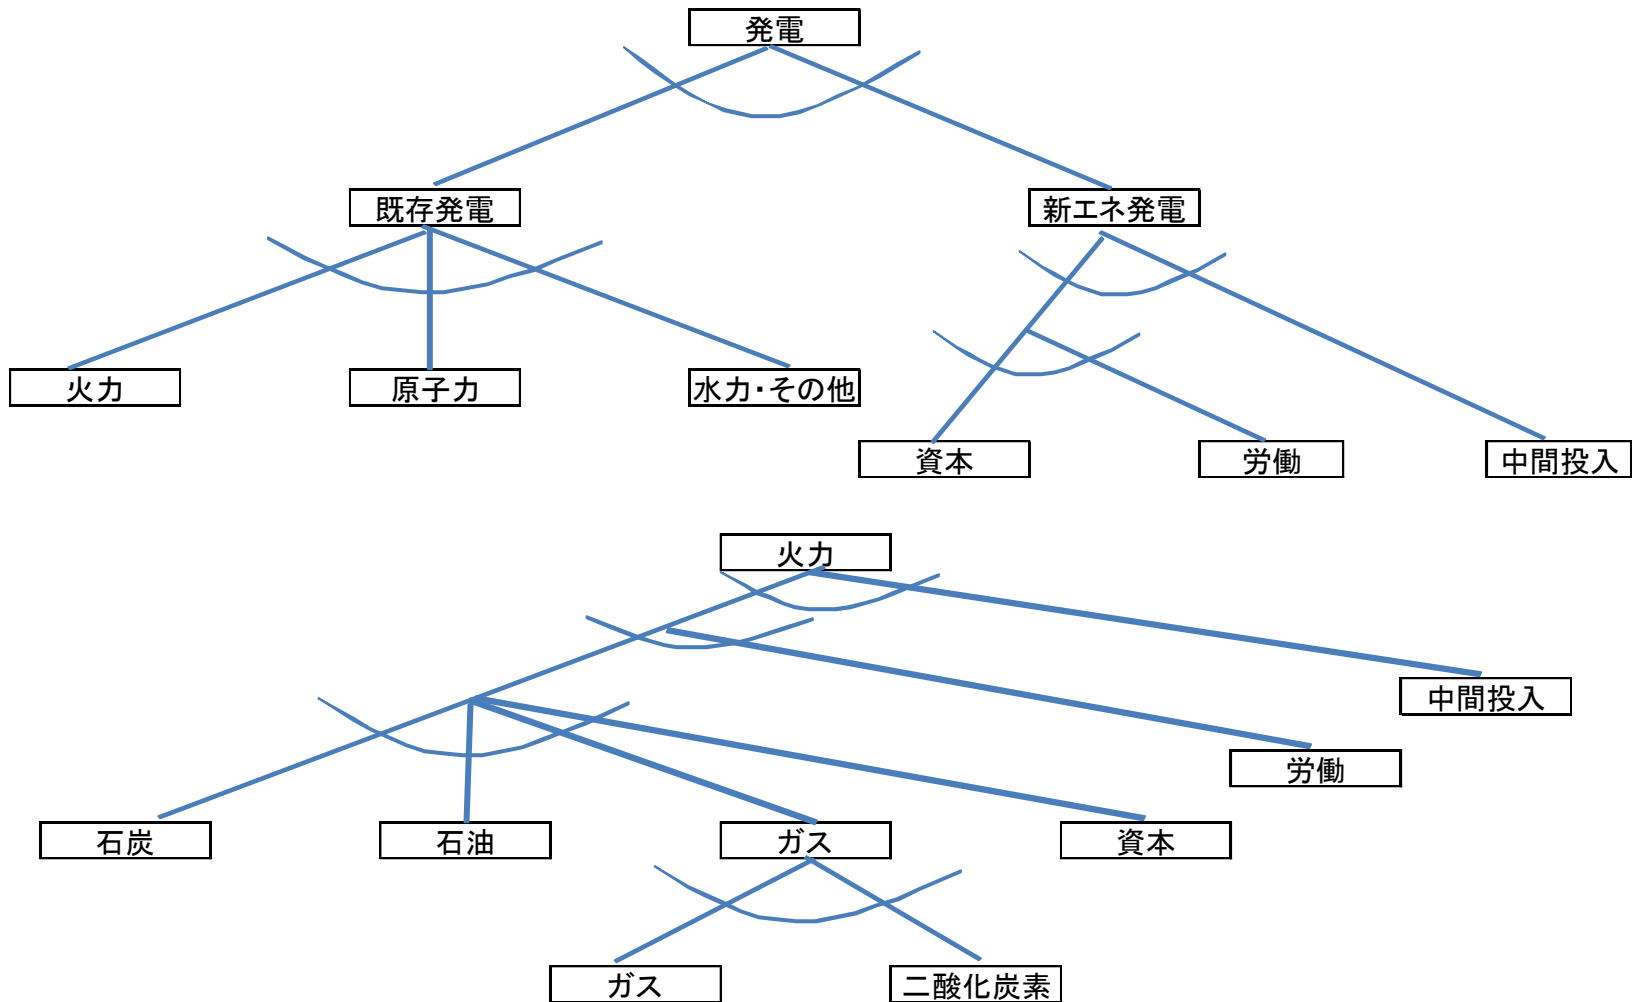 発電
既存発電
新エネ発電
火力
原子力
水力・その他
資本
労働
中間投入
火力
中間投入
労働
石炭
石油
ガス
資本
ガス
二酸化炭素